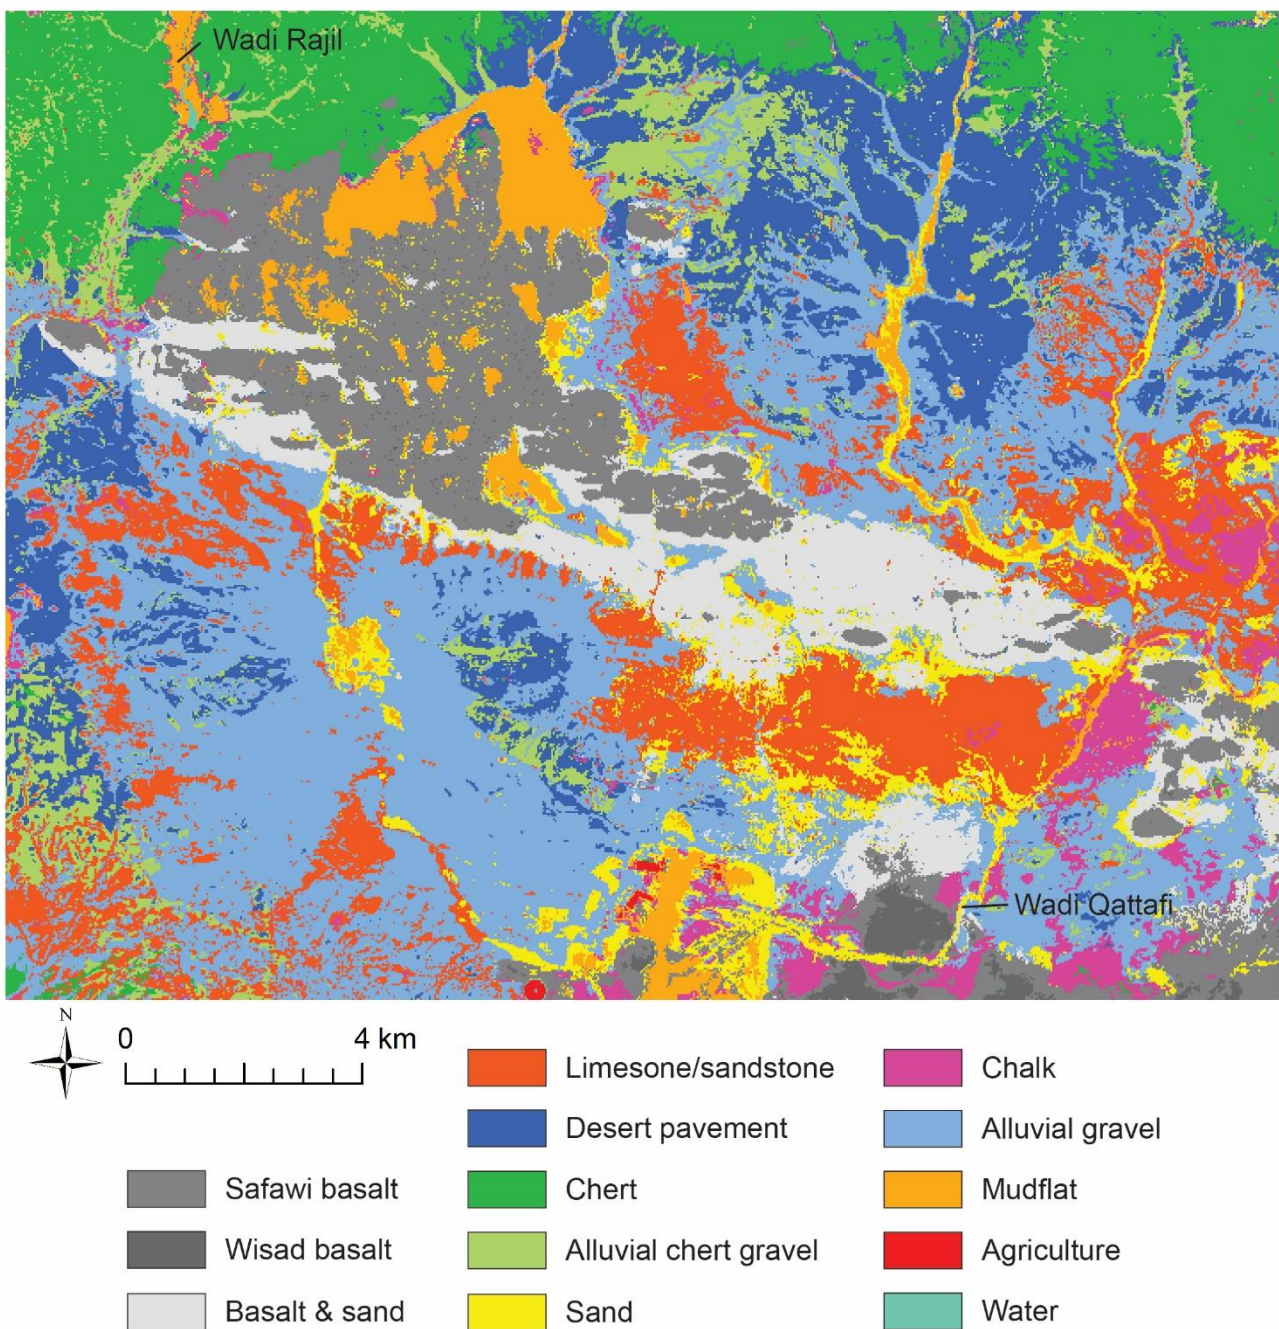 Wadi Rajil
Wadi Qattafi
N
0 4 km
Limesone/sandstone
Chalk
Desert pavement
Alluvial gravel
Safawi basalt
Chert
Mudflat
Wisad basalt
Alluvial chert gravel
Agriculture
Basalt & sand
Sand
Water